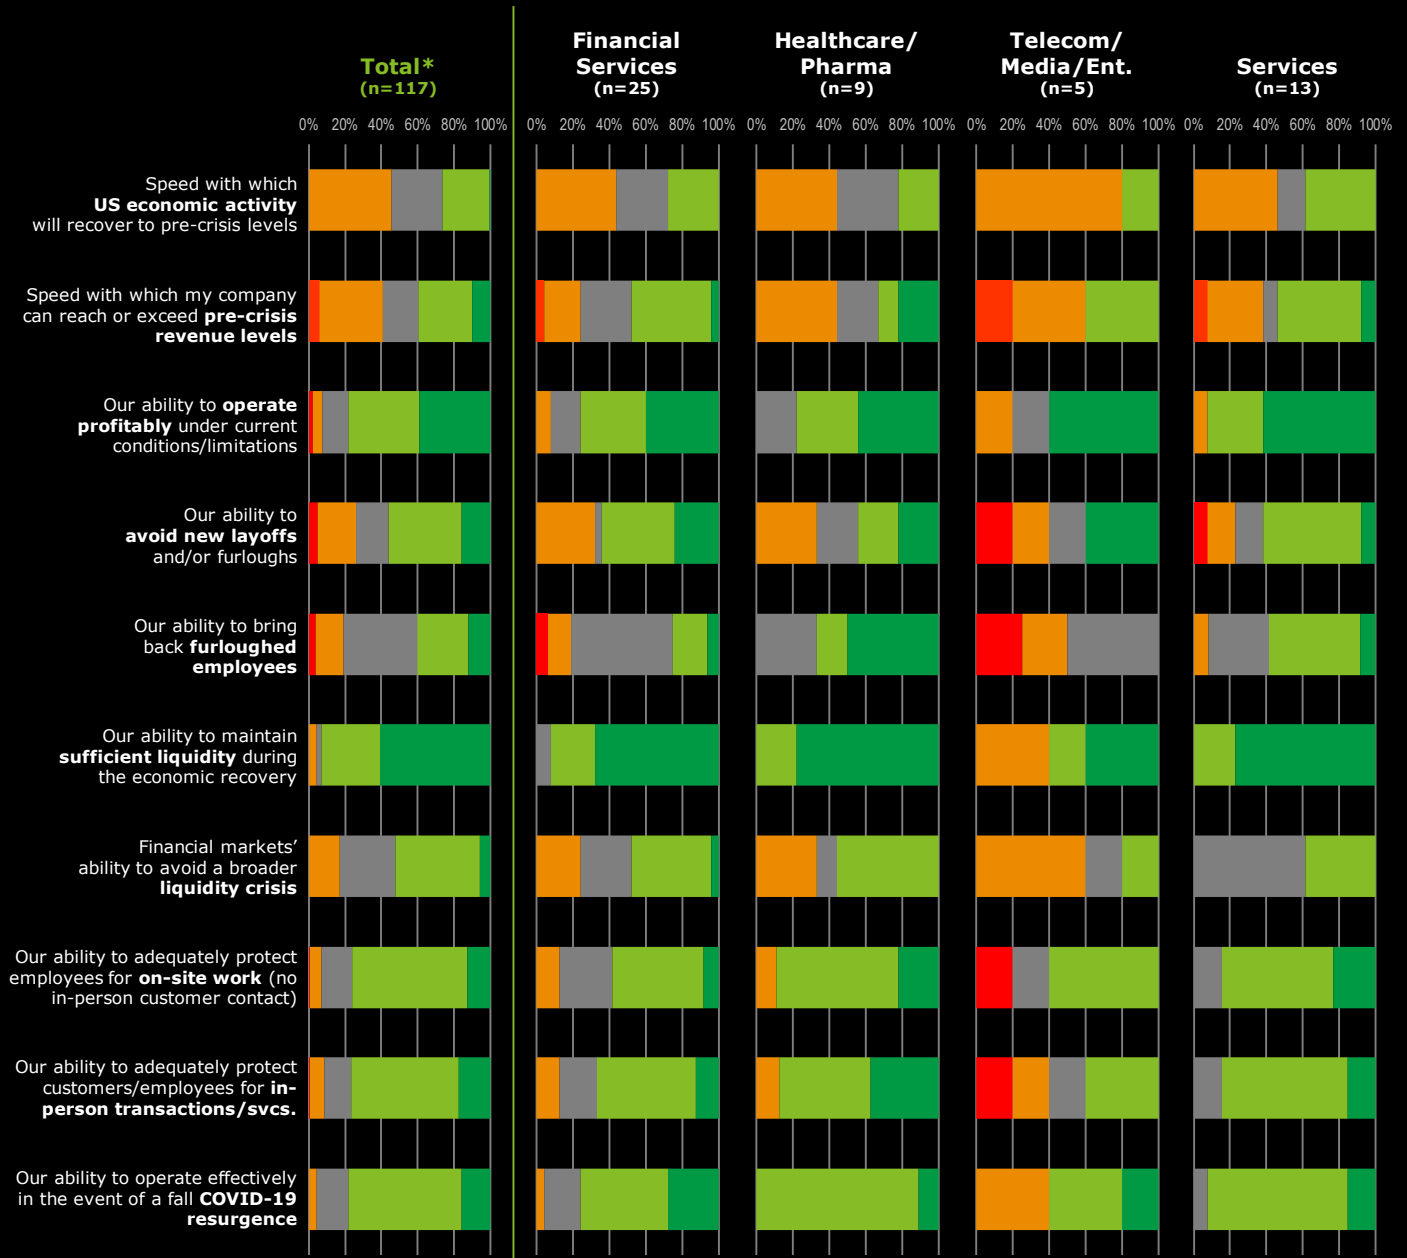 Total*
(n=117)
Financial
Services
(n=25)
Healthcare/
Pharma
(n=9)
Telecom/
Media/Ent.
(n=5)
Services
(n=13)
0% 20% 40% 60% 80% 100%
0% 20% 40% 60% 80% 100%
0% 20% 40% 60% 80% 100%
0% 20% 40% 60% 80% 100%
0% 20% 40% 60% 80% 100%
Speed with which
US economic activity
will recover to pre-crisis levels
Speed with which my company
can reach or exceed pre-crisis
revenue levels
Our ability to operate
profitably under current
conditions/limitations
Our ability to
avoid new layoffs
and/or furloughs
Our ability to bring
back furloughed
employees
Our ability to maintain
sufficient liquidity during
the economic recovery
Financial markets’
ability to avoid a broader
liquidity crisis
Our ability to adequately protect
employees for on-site work (no
in-person customer contact)
Our ability to adequately protect
customers/employees for in-
person transactions/svcs.
Our ability to operate effectively
in the event of a fall COVID-19
resurgence